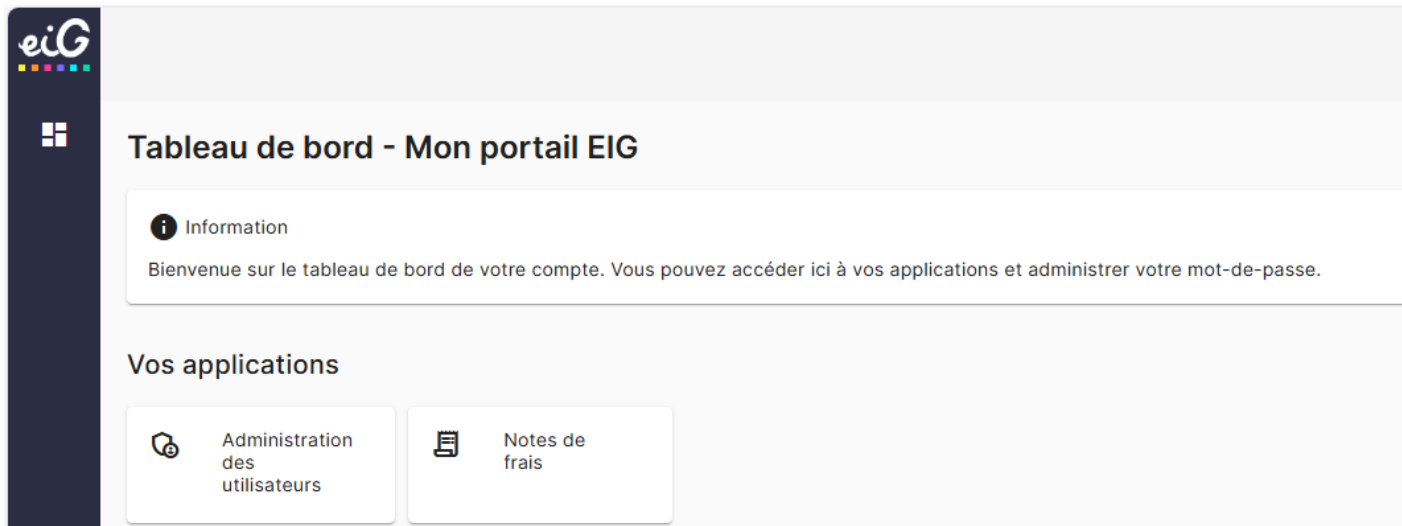 eiG
Tableau de bord - Mon portail EIG
Information
Bienvenue sur le tableau de bord de votre compte. Vous pouvez accéder ici à vos applications et administrer votre mot-de-passe.
Vos applications
Administration
des
utilisateurs
Notes de
frais